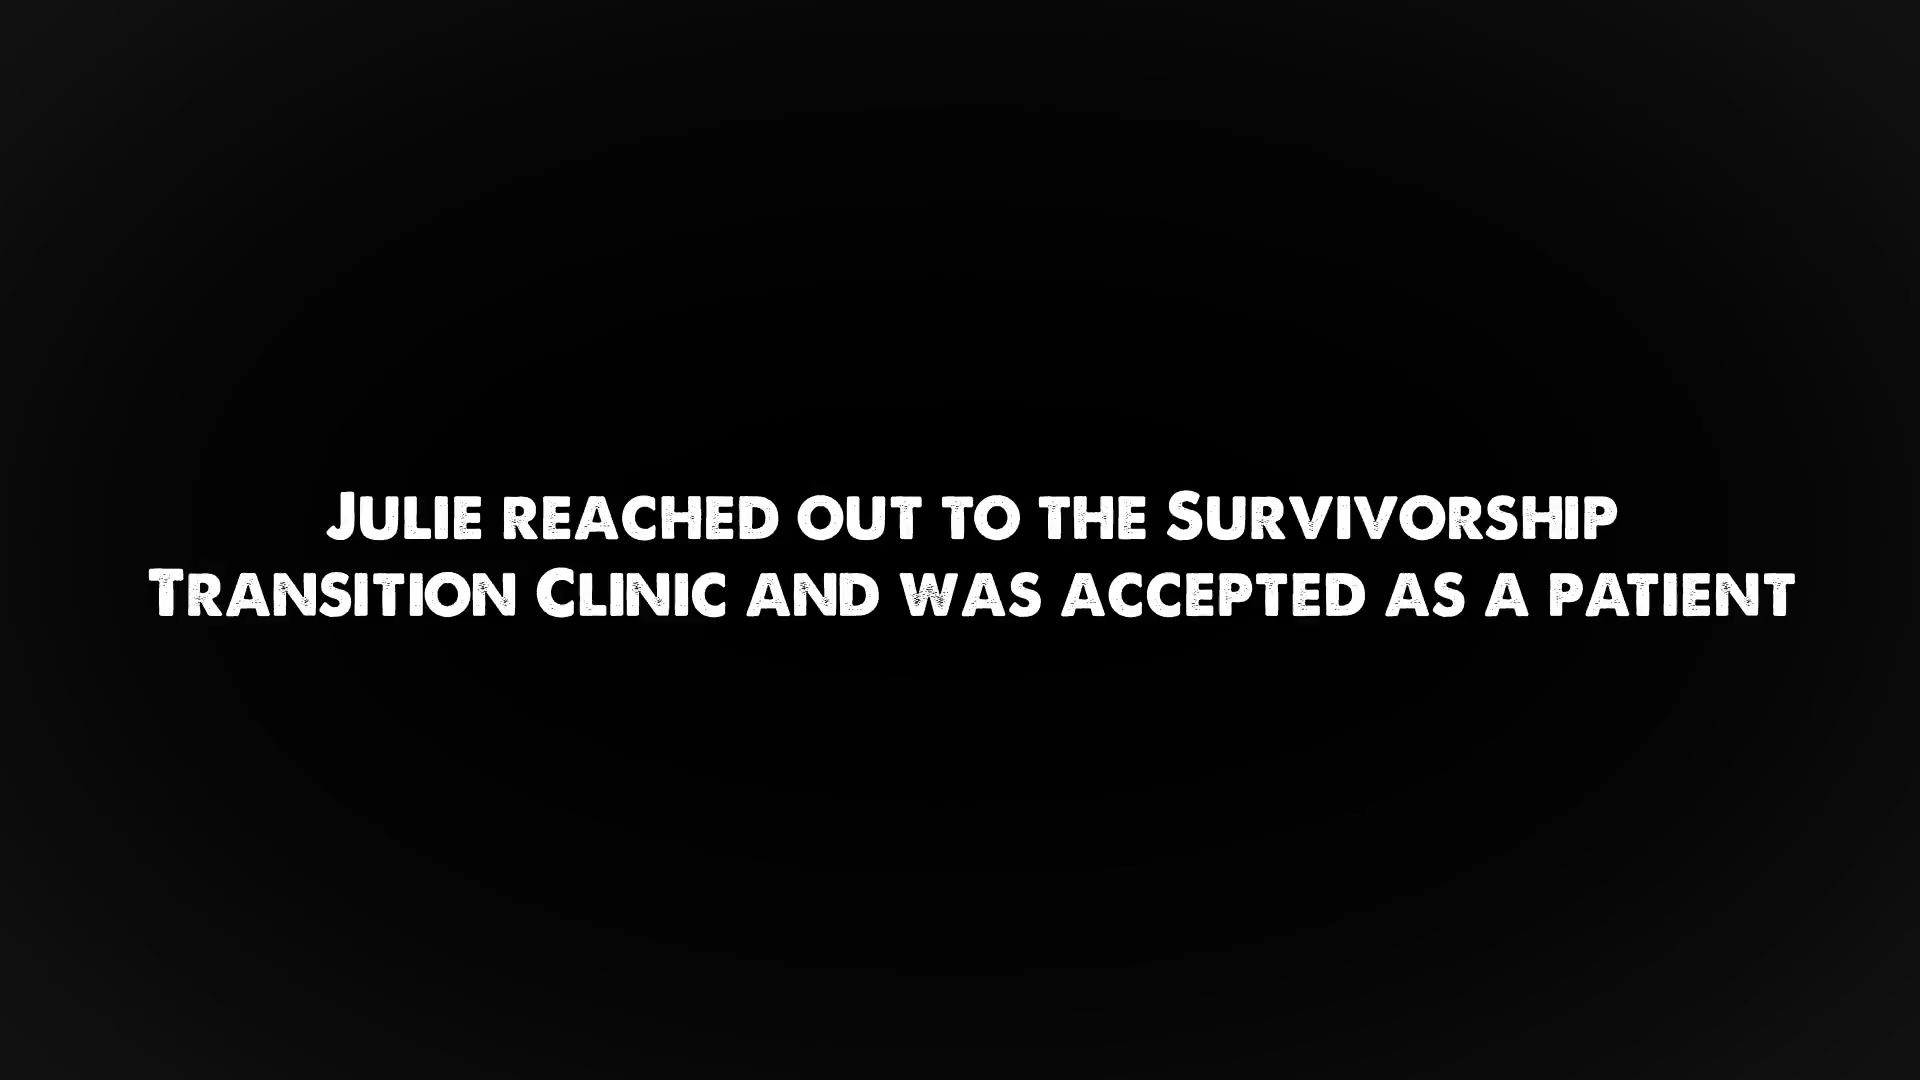 Julie reached out to the Survivorship
Transition Clinic and was accepted as a patient